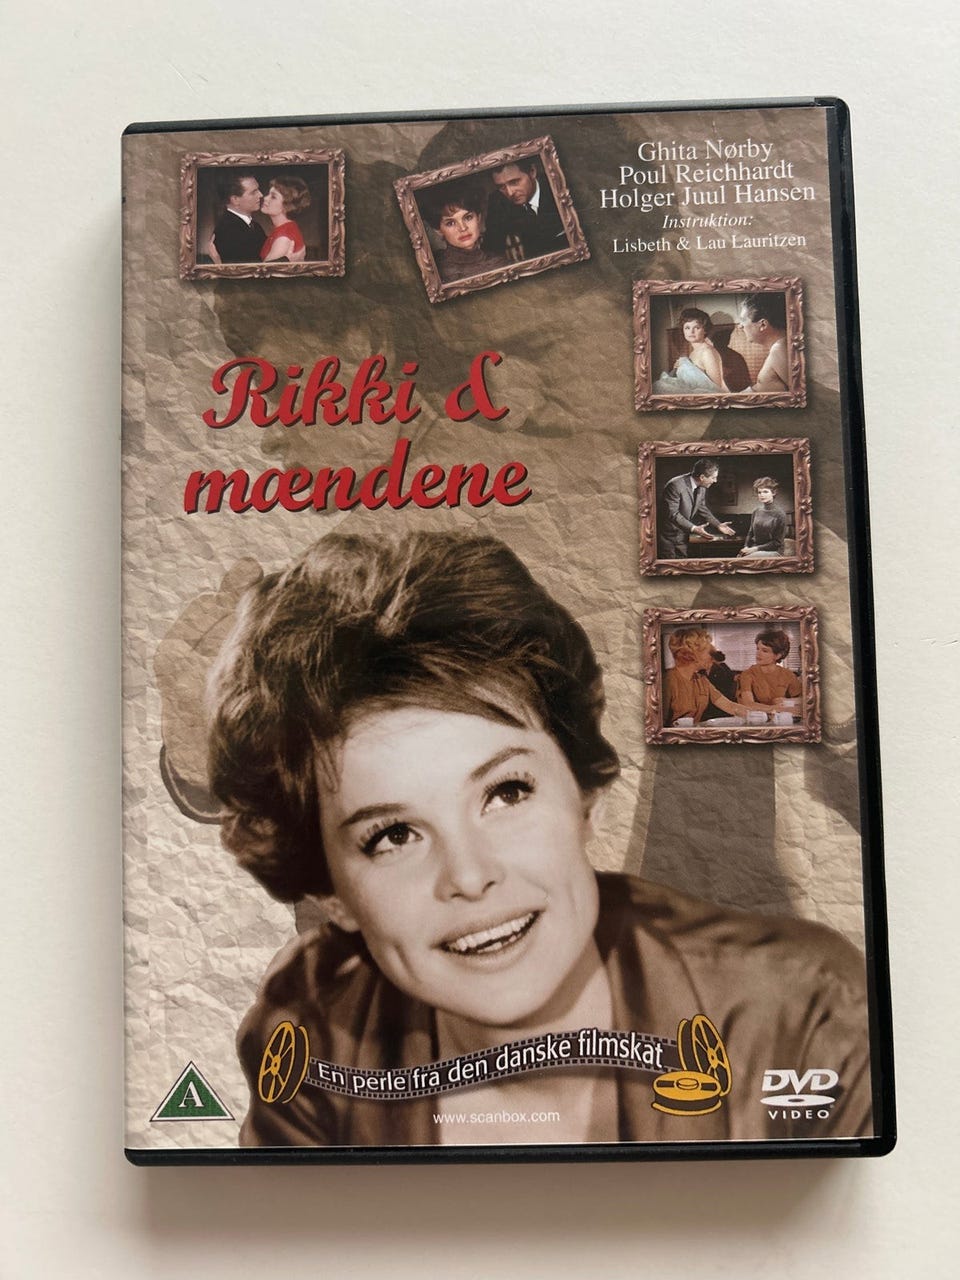 Ghita Nørby
Poul Reichhardt
Holger Juul Hansen
Instruktion:
Lisbeth & Lau Lauritzen
Rikki &
mændene
En perle fra den danske filmskat
A
www.scanbox.com
DVD
VIDEO